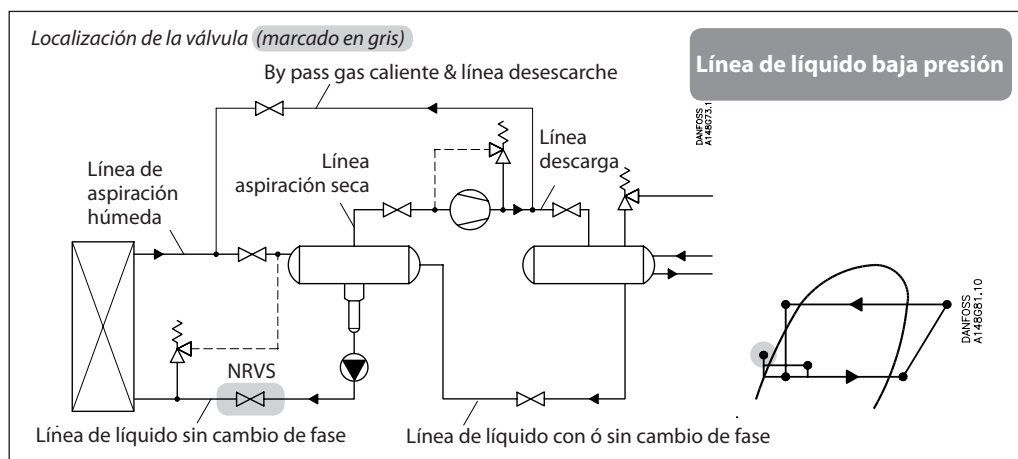 Localización de la válvula (marcado en gris)
Línea de líquido baja presión
By pass gas caliente & línea desescarche
DANFOSS
A148G73.1
Línea
descarga
Línea
aspiración seca
Línea de
aspiración
húmeda
NRVS
DANFOSS
A148G81.10
Línea de líquido sin cambio de fase
Línea de líquido con ó sin cambio de fase